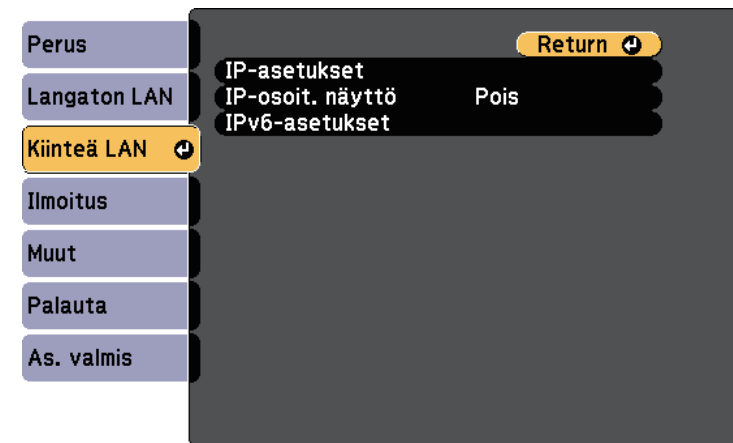 Perus
Langaton LAN
Kiinteä LAN
Ilmoitus
Muut
Palauta
As. valmis
Return
IP-asetukset
IP-osoit. näyttö Pois
IPv6-asetukset